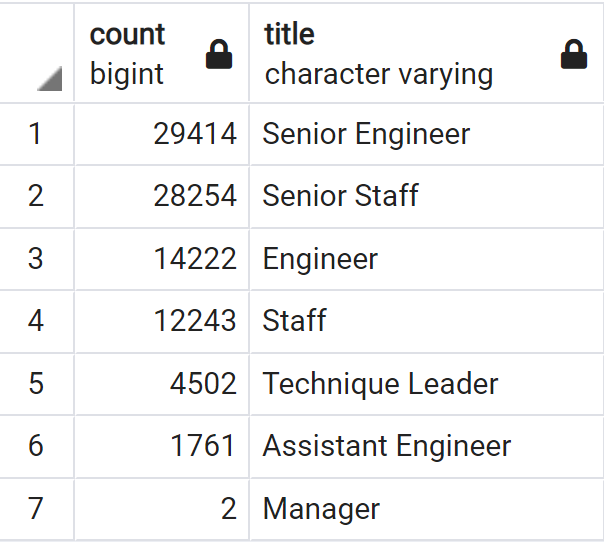 count title
bigint character varying
1 29414 Senior Engineer
2 28254 Senior Staff
3 14222 Engineer
4 12243 Staff
5 4502 Technique Leader
6 1761 Assistant Engineer
7 2 Manager